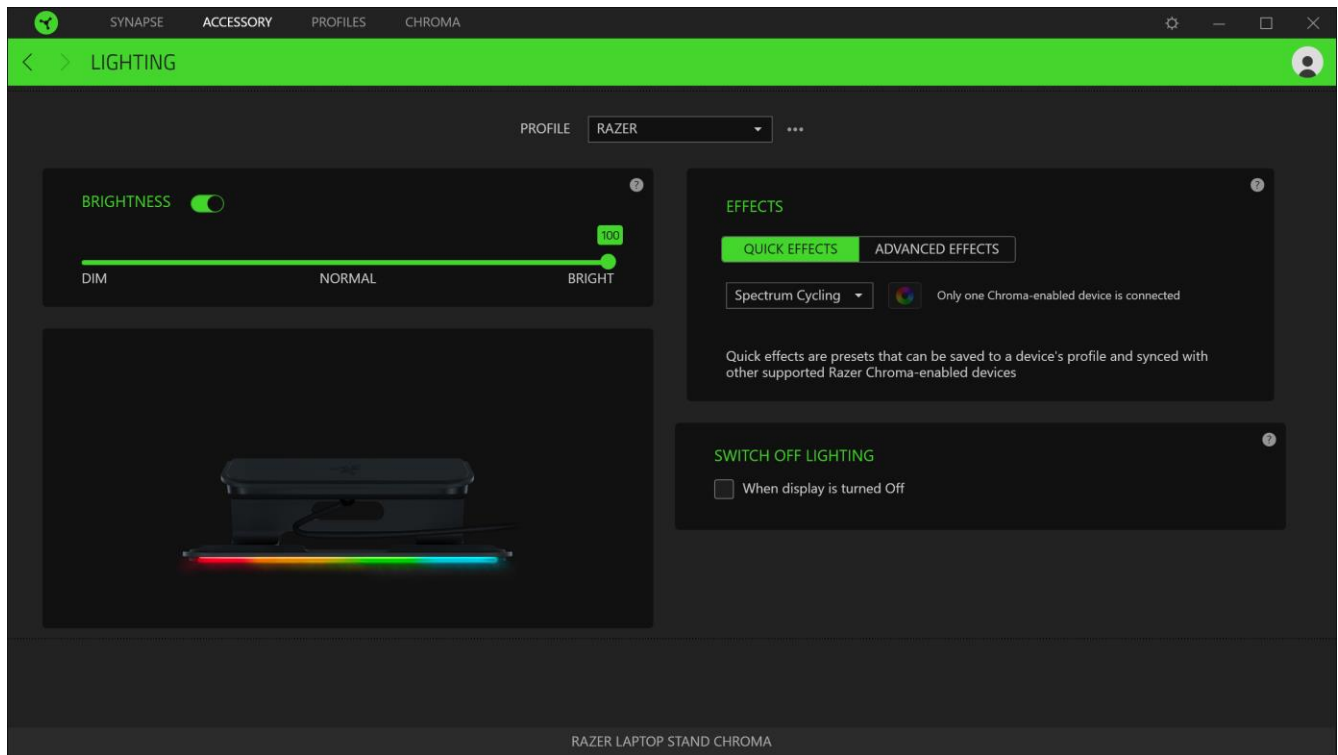 SYNAPSE ACCESSORY PROFILES CHROMA
LIGHTING
PROFILE RAZER
BRIGHTNESS
100
DIM NORMAL BRIGHT
EFFECTS
QUICK EFFECTS ADVANCED EFFECTS
Spectrum Cycling Only one Chroma-enabled device is connected
Quick effects are presets that can be saved to a device's profile and synced with
other supported Razer Chroma-enabled devices
SWITCH OFF LIGHTING
When display is turned Off
RAZER LAPTOP STAND CHROMA